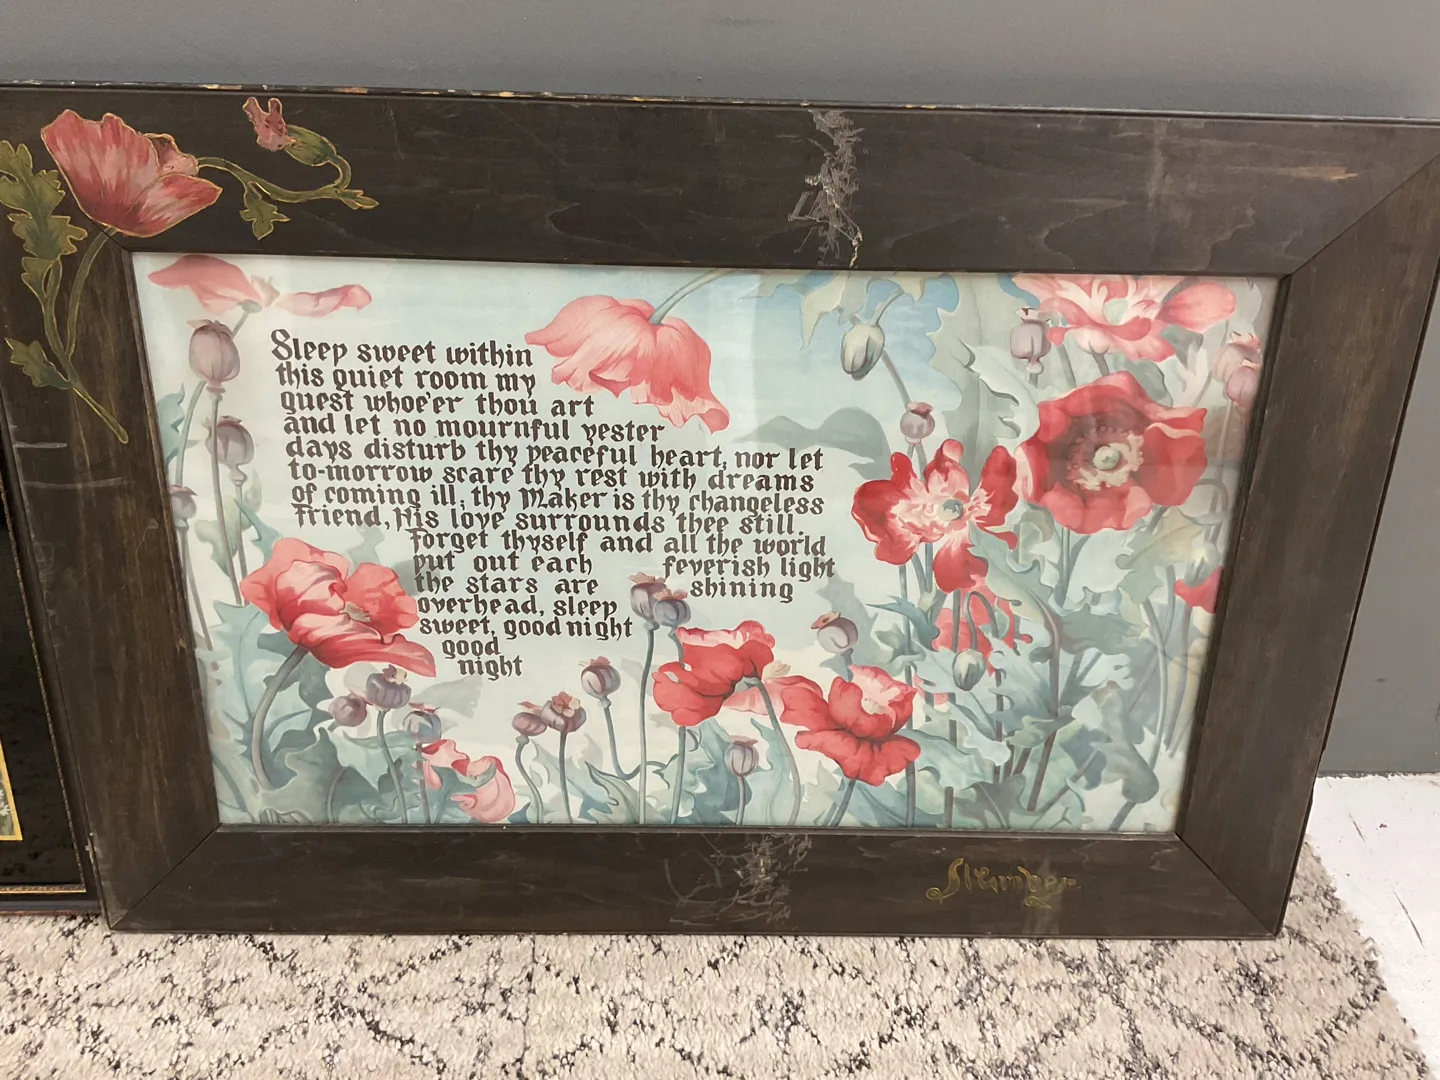 Sleep sweet within
this quiet room my
guest whoe'er thou art
and let no mournful yester
days disturb thy peaceful heart, nor let
to-morrow scare thy rest with dreams
of coming ill; thy Maker is thy changeless
friend, His love surrounds thee still.
Forget thyself and all the world
put out each feverish light
the stars are shining
overhead, sleep
sweet, good night
good
night
Slumber